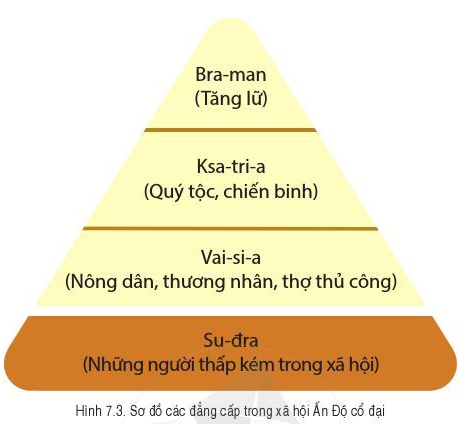 Bra-man
(Tăng lữ)
Ksa-tri-a
(Quý tộc, chiến binh)
Vai-si-a
(Nông dân, thương nhân, thợ thủ công)
Su-đra
(Những người thấp kém trong xã hội)
Hình 7.3. Sơ đồ các đẳng cấp trong xã hội Ấn Độ cổ đại